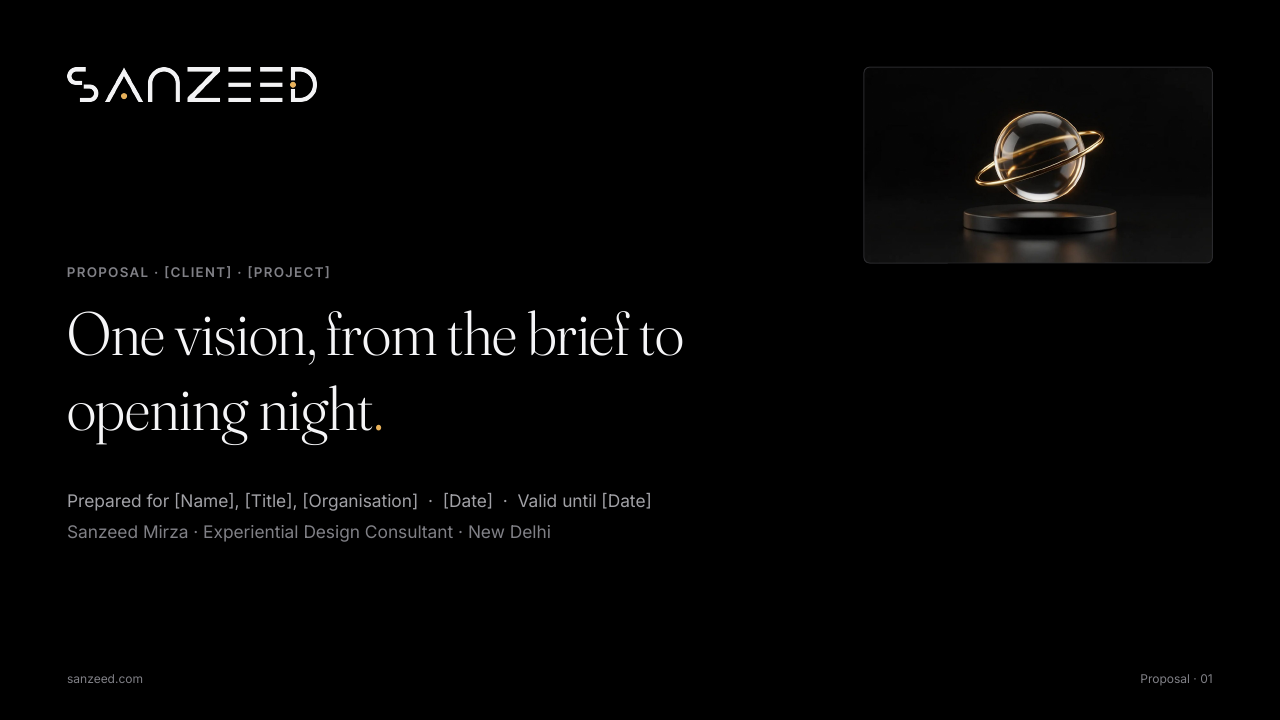 SANZEED
PROPOSAL · [CLIENT] · [PROJECT]
One vision, from the brief to
opening night.
Prepared for [Name], [Title], [Organisation] · [Date] · Valid until [Date]
Sanzeed Mirza · Experiential Design Consultant · New Delhi
sanzeed.com
Proposal · 01